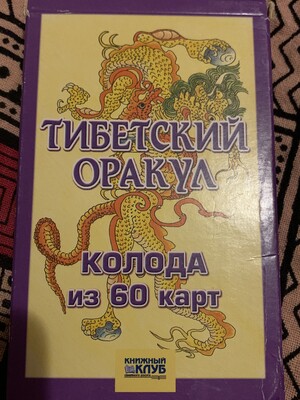 ТИБЕТСКИЙ
ОРАКУЛ
КОЛОДА
из 60 карт
КНИЖНЫЙ
КЛУБ